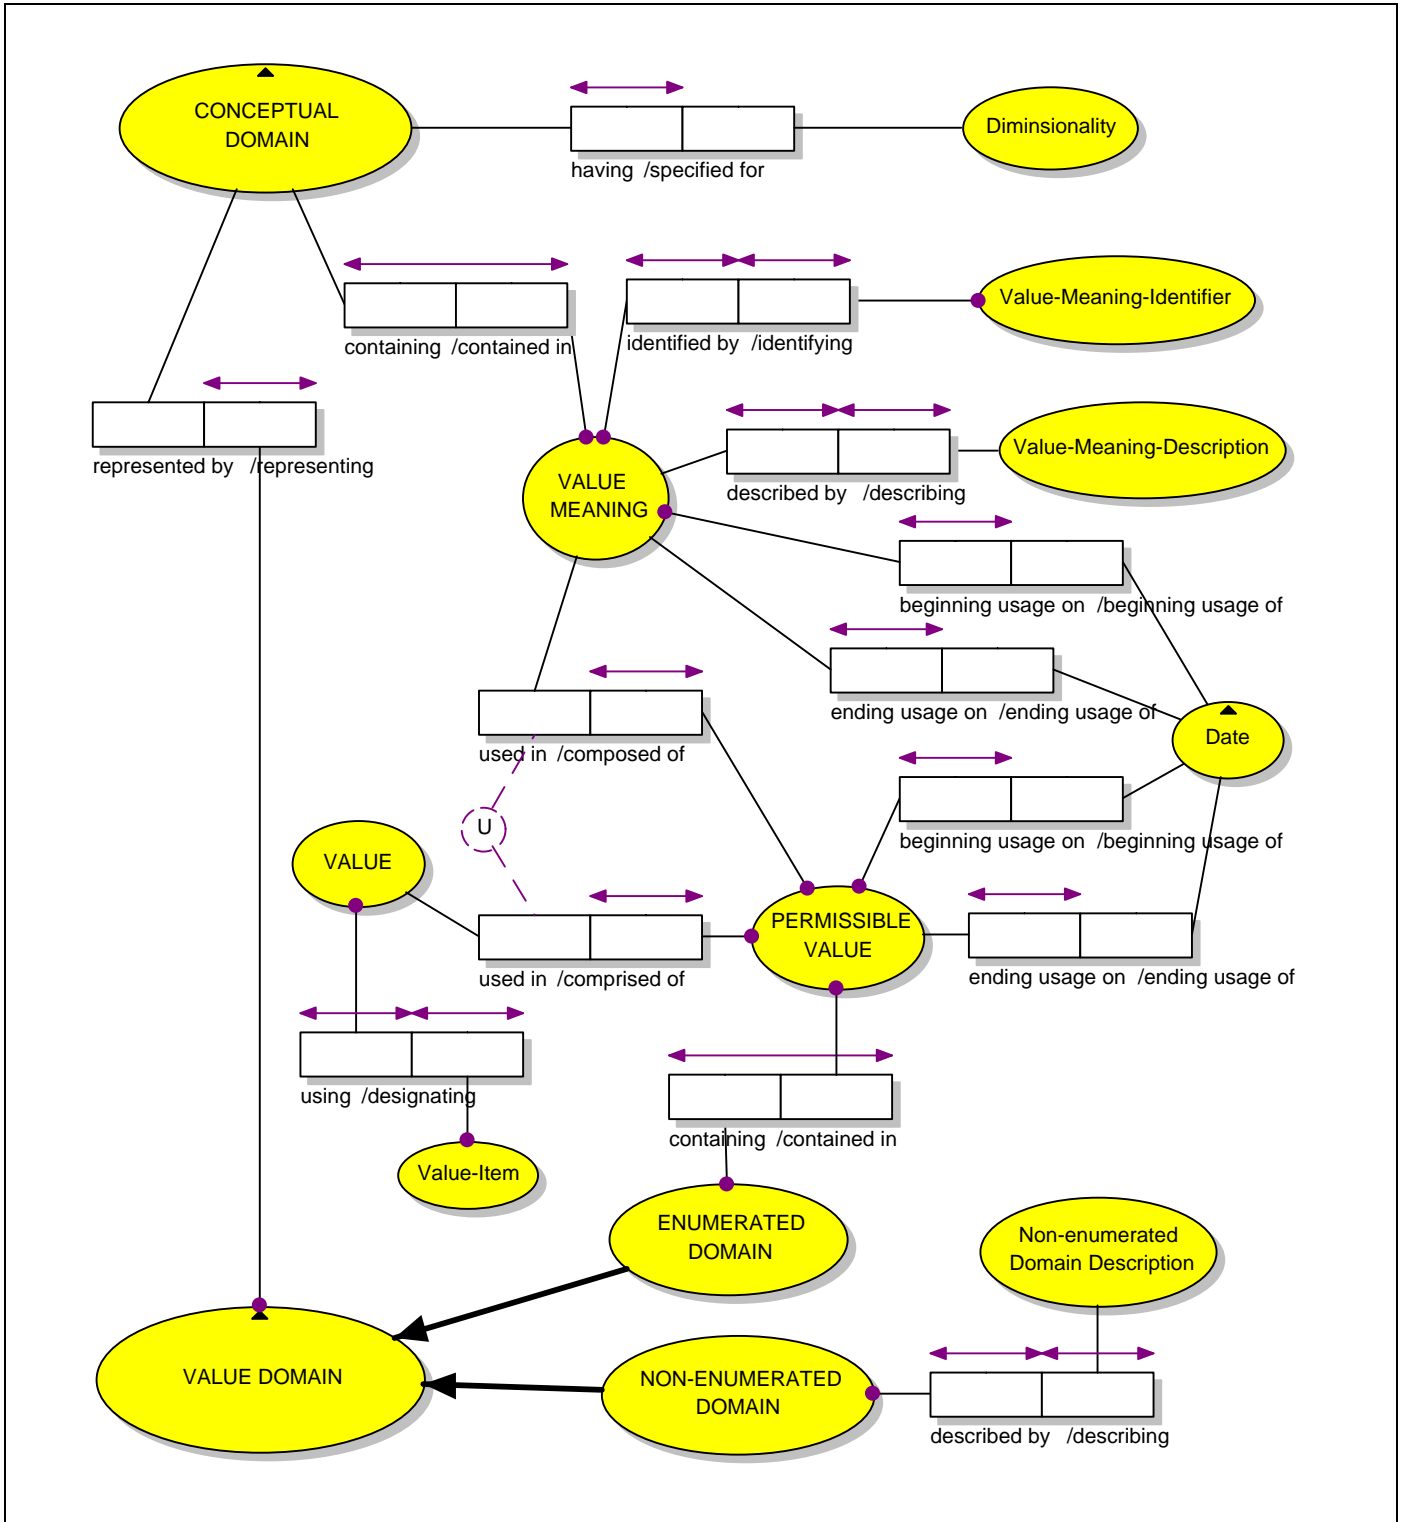 CONCEPTUAL
DOMAIN
Diminsionality
having /specified for
Value-Meaning-Identifier
containing /contained in
identified by /identifying
Value-Meaning-Description
represented by /representing
VALUE
MEANING
described by /describing
beginning usage on /beginning usage of
ending usage on /ending usage of
Date
used in /composed of
U
beginning usage on /beginning usage of
VALUE
PERMISSIBLE
VALUE
used in /comprised of
ending usage on /ending usage of
using /designating
containing /contained in
Value-Item
ENUMERATED
DOMAIN
Non-enumerated
Domain Description
VALUE DOMAIN
NON-ENUMERATED
DOMAIN
described by /describing